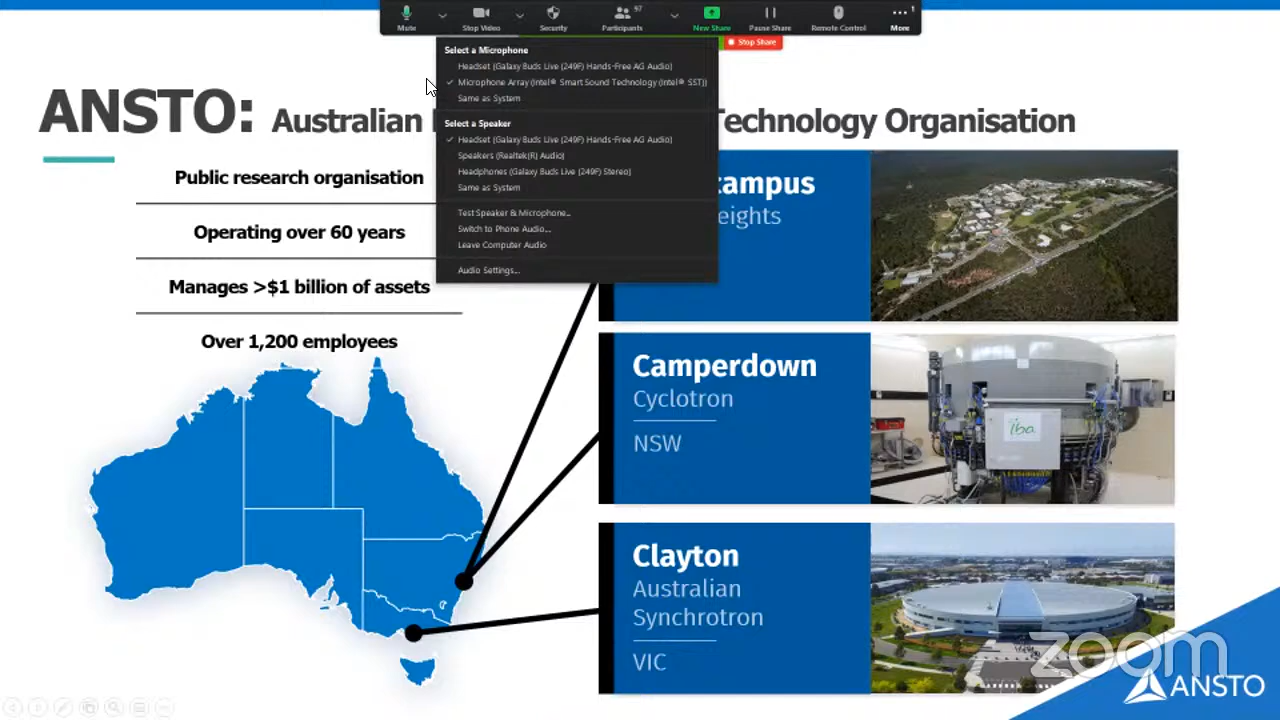 Mute
Stop Video
Security
97
Participants
New Share
Pause Share
Remote Control
1
More
Stop Share
Select a Microphone
Headset (Galaxy Buds Live (249F) Hands-Free AG Audio)
✓ Microphone Array (Intel® Smart Sound Technology (Intel® SST))
Same as System
Select a Speaker
✓ Headset (Galaxy Buds Live (249F) Hands-Free AG Audio)
Speakers (Realtek(R) Audio)
Headphones (Galaxy Buds Live (249F) Stereo)
Same as System
Test Speaker & Microphone...
Switch to Phone Audio...
Leave Computer Audio
Audio Settings...
ANSTO: Australian Technology Organisation
Public research organisation
Operating over 60 years
Manages >$1 billion of assets
Over 1,200 employees
campus
eights
Camperdown
Cyclotron
NSW
iba
Clayton
Australian
Synchrotron
VIC
zoom
ANSTO